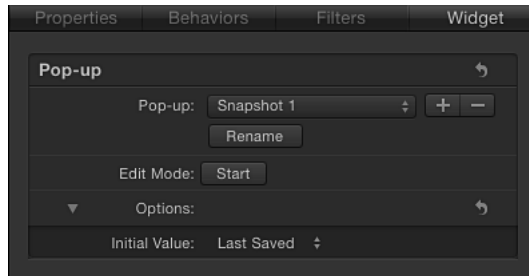 Properties Behaviors Filters Widget
Pop-up
Pop-up: Snapshot 1 + −
Rename
Edit Mode: Start
Options:
Initial Value: Last Saved